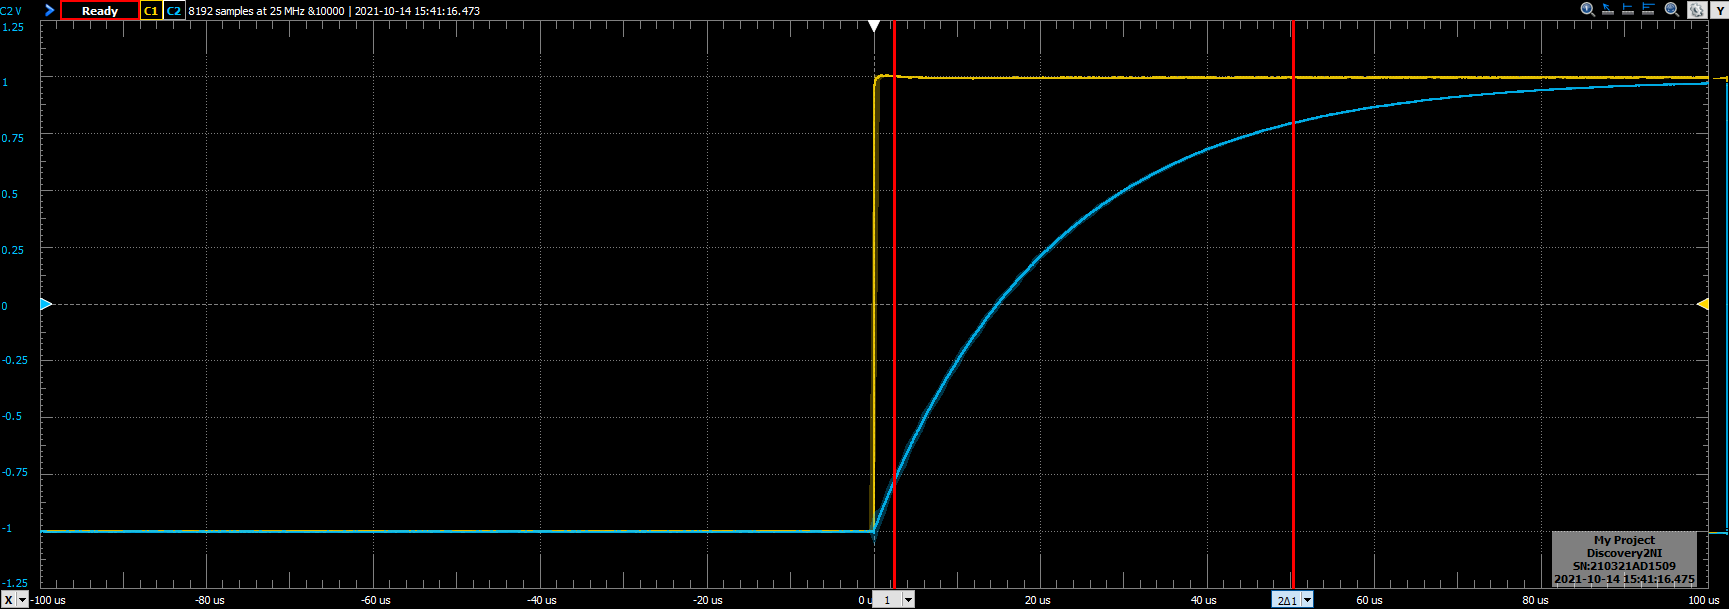 C2 V Ready C1 C2 8192 samples at 25 MHz &10000 | 2021-10-14 15:41:16.473 Y
1.25
1
0.75
0.5
0.25
0
-0.25
-0.5
-0.75
-1
-1.25
My Project
Discovery2NI
SN:210321AD1509
2021-10-14 15:41:16.475
X -100 us -80 us -60 us -40 us -20 us 0 u 1 20 us 40 us 2Δ1 60 us 80 us 100 us